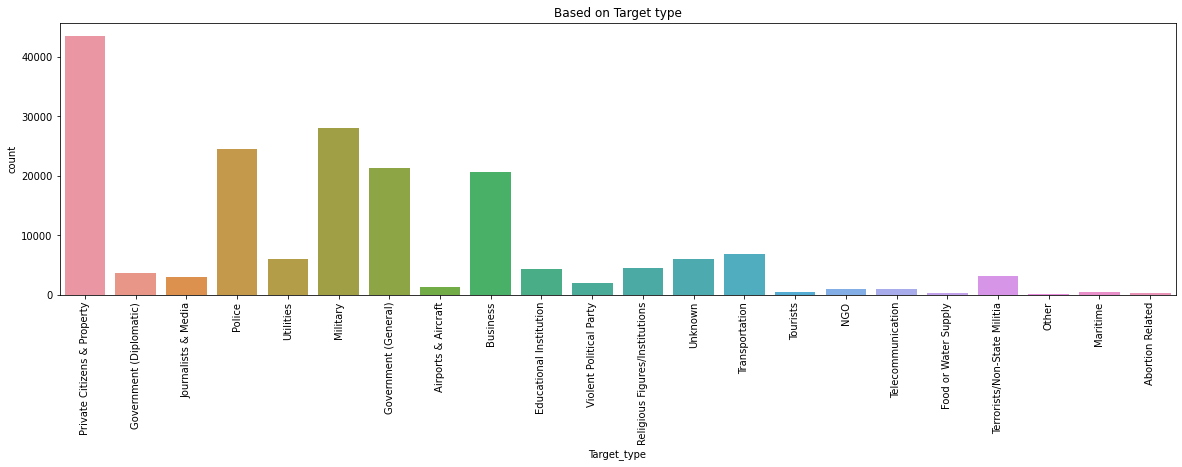 Based on Target type
count
40000
30000
20000
10000
0
Private Citizens & Property
Government (Diplomatic)
Journalists & Media
Police
Utilities
Military
Government (General)
Airports & Aircraft
Business
Educational Institution
Violent Political Party
Religious Figures/Institutions
Unknown
Transportation
Tourists
NGO
Telecommunication
Food or Water Supply
Terrorists/Non-State Militia
Other
Maritime
Abortion Related
Target_type